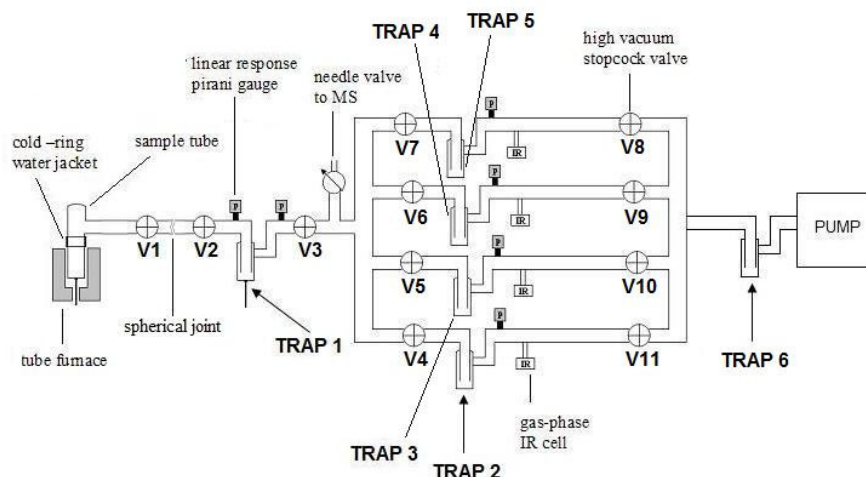 TRAP 5
TRAP 4
high vacuum
stopcock valve
linear response
pirani gauge
needle valve
to MS
cold –ring
water jacket
sample tube
P
V7
IR
V8
P
V6
IR
V9
P
P
V1
V2
V3
PUMP
P
V5
IR
V10
spherical joint
TRAP 1
P
V4
IR
V11
TRAP 6
tube furnace
gas-phase
IR cell
TRAP 3
TRAP 2